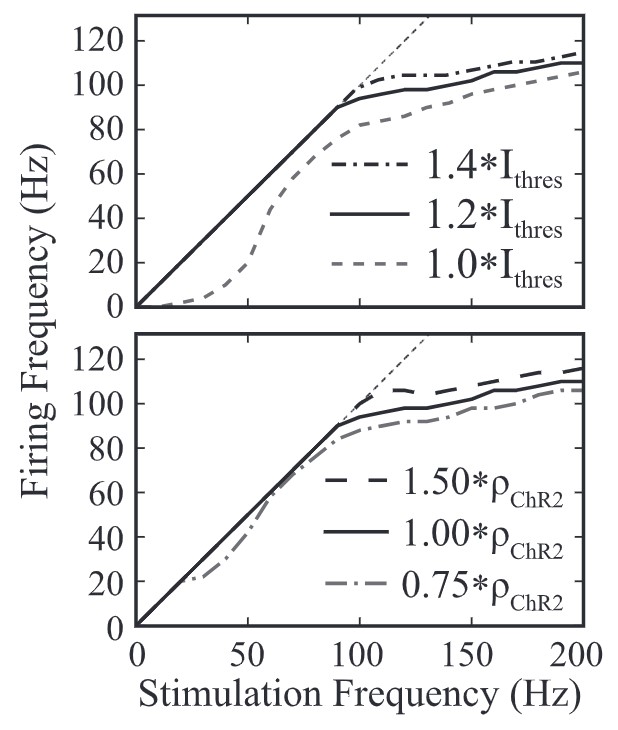 Firing Frequency (Hz)
120
100
80
60
40
20
0
1.4*I_thres
1.2*I_thres
1.0*I_thres
120
100
80
60
40
20
0
1.50*ρ_ChR2
1.00*ρ_ChR2
0.75*ρ_ChR2
0 50 100 150 200
Stimulation Frequency (Hz)